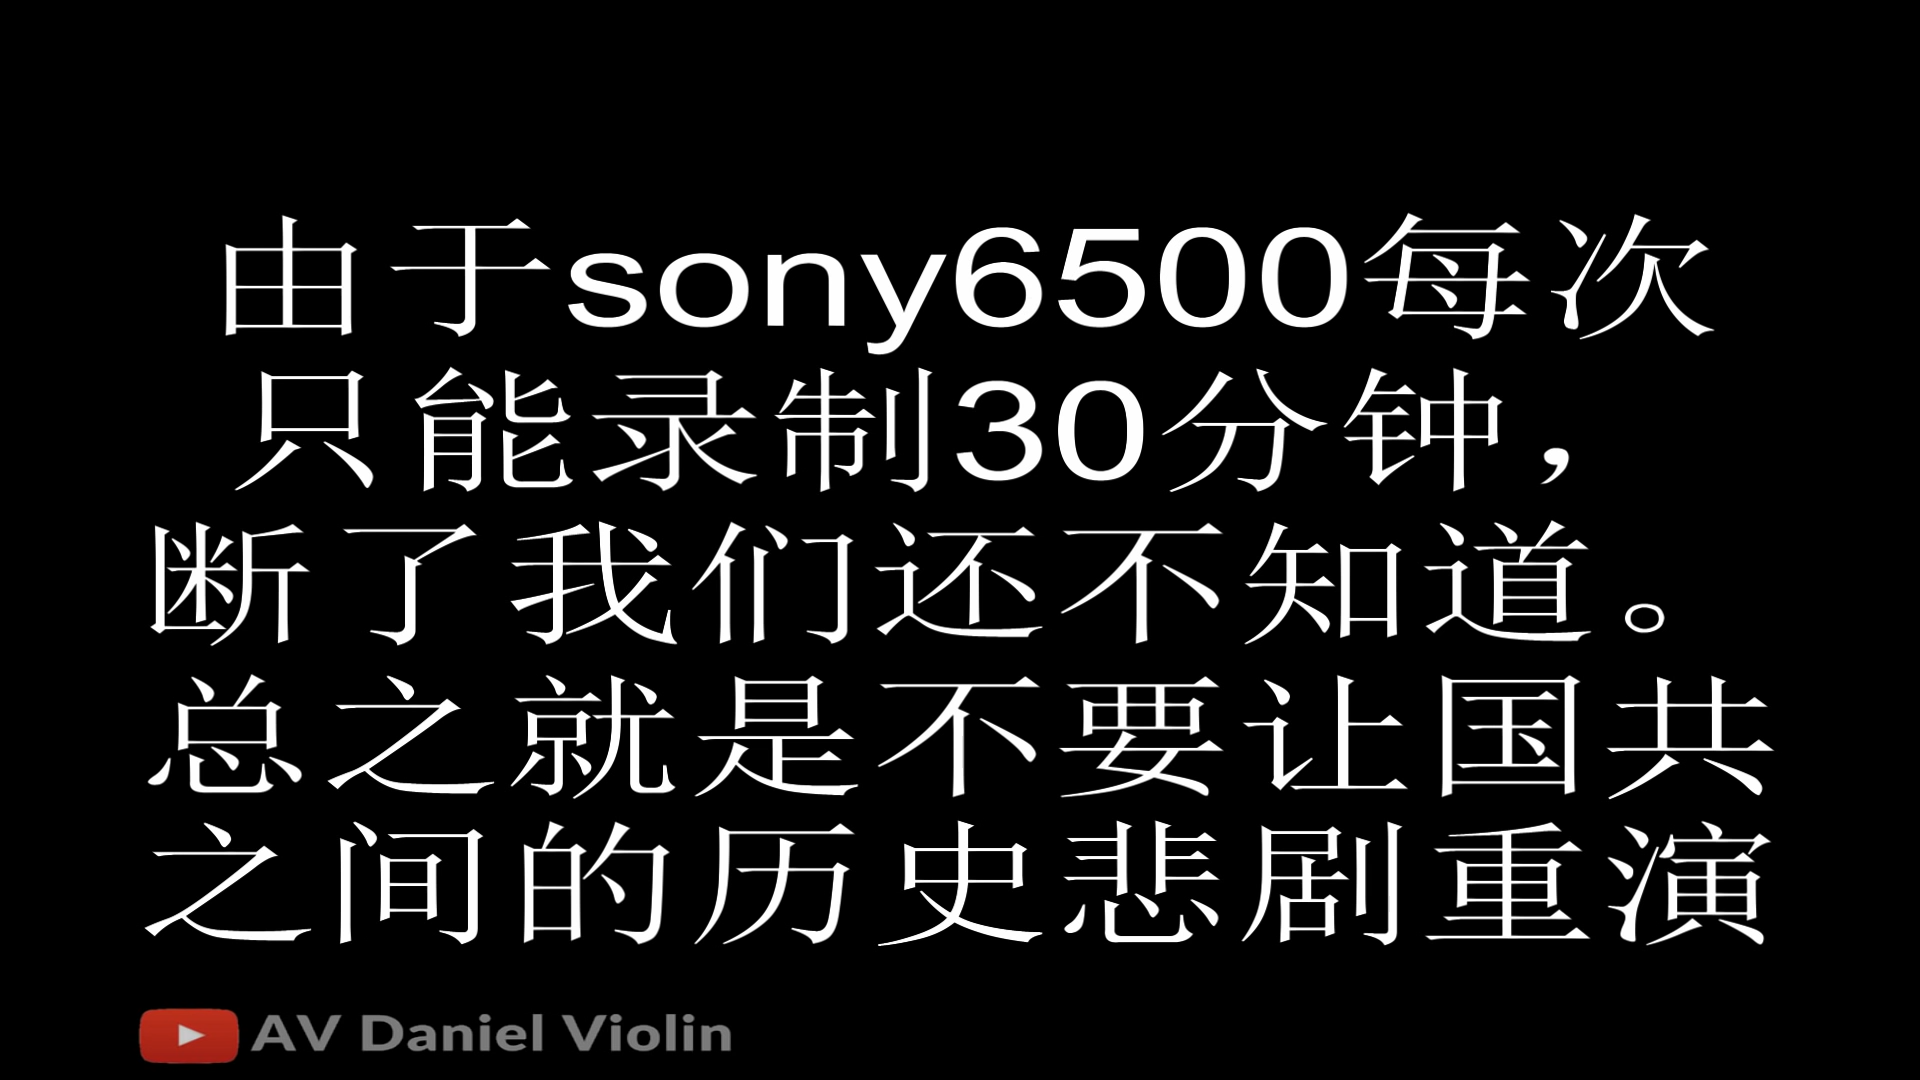 由于sony6500每次
只能录制30分钟，
断了我们还不知道。
总之就是不要让国共
之间的历史悲剧重演
AV Daniel Violin